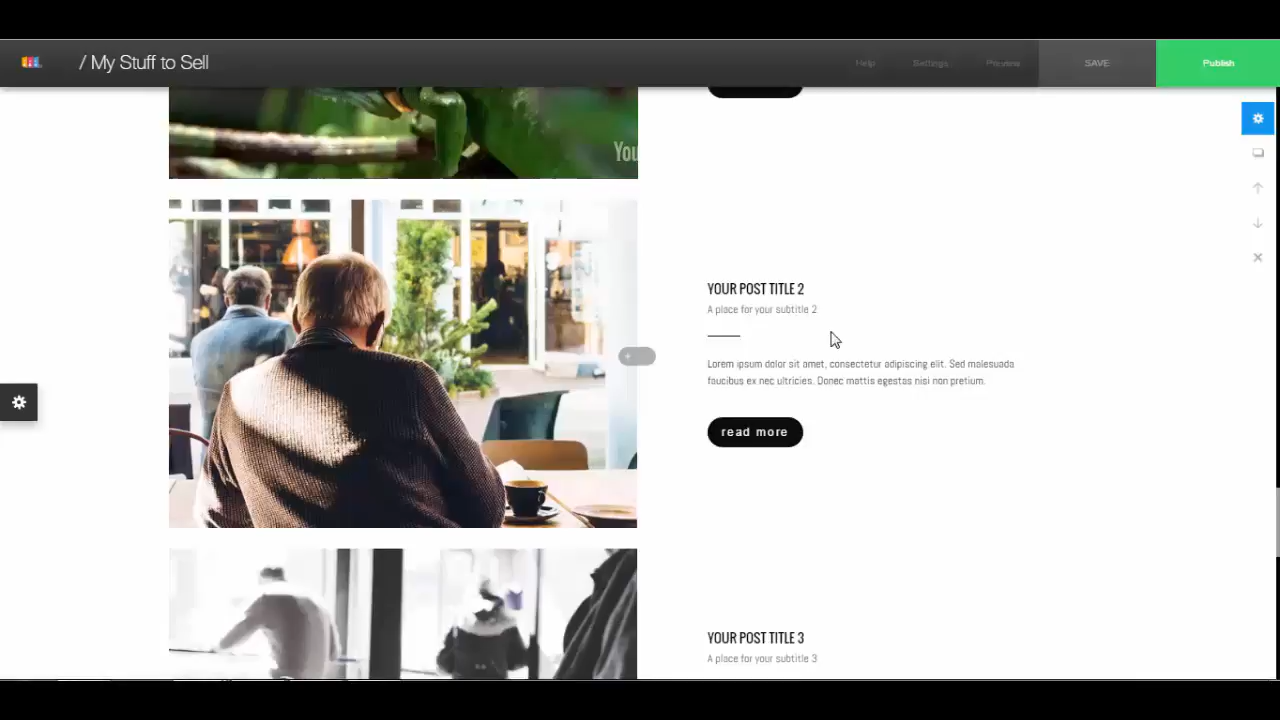 / My Stuff to Sell
Help
Settings
Preview
SAVE
Publish
You
YOUR POST TITLE 2
A place for your subtitle 2
Lorem ipsum dolor sit amet, consectetur adipiscing elit. Sed malesuada
faucibus ex nec ultricies. Donec mattis egestas nisi non pretium.
read more
YOUR POST TITLE 3
A place for your subtitle 3